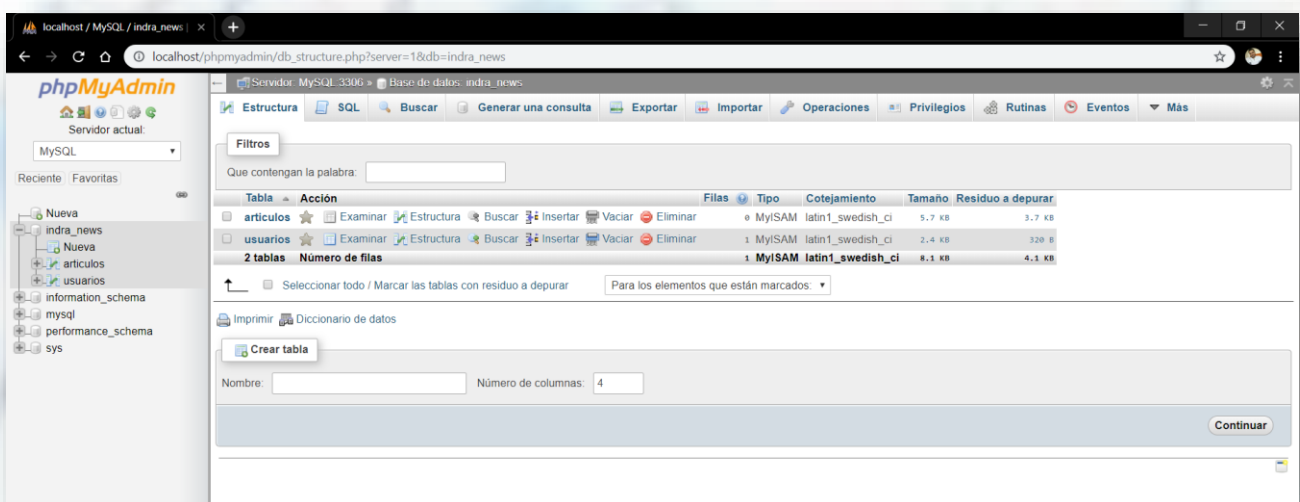 localhost / MySQL / indra_news |
localhost/phpmyadmin/db_structure.php?server=1&db=indra_news
phpMyAdmin
Servidor actual:
MySQL
Reciente Favoritas
Nueva
indra_news
Nueva
articulos
usuarios
information_schema
mysql
performance_schema
sys
Servidor: MySQL:3306 » Base de datos: indra_news
Estructura SQL Buscar Generar una consulta Exportar Importar Operaciones Privilegios Rutinas Eventos Más
Filtros
Que contengan la palabra:
Tabla Acción Filas Tipo Cotejamiento Tamaño Residuo a depurar
articulos Examinar Estructura Buscar Insertar Vaciar Eliminar 0 MyISAM latin1_swedish_ci 5.7 KB 3.7 KB
usuarios Examinar Estructura Buscar Insertar Vaciar Eliminar 1 MyISAM latin1_swedish_ci 2.4 KB 320 B
2 tablas Número de filas 1 MyISAM latin1_swedish_ci 8.1 KB 4.1 KB
Seleccionar todo / Marcar las tablas con residuo a depurar Para los elementos que están marcados:
Imprimir Diccionario de datos
Crear tabla
Nombre: Número de columnas: 4
Continuar